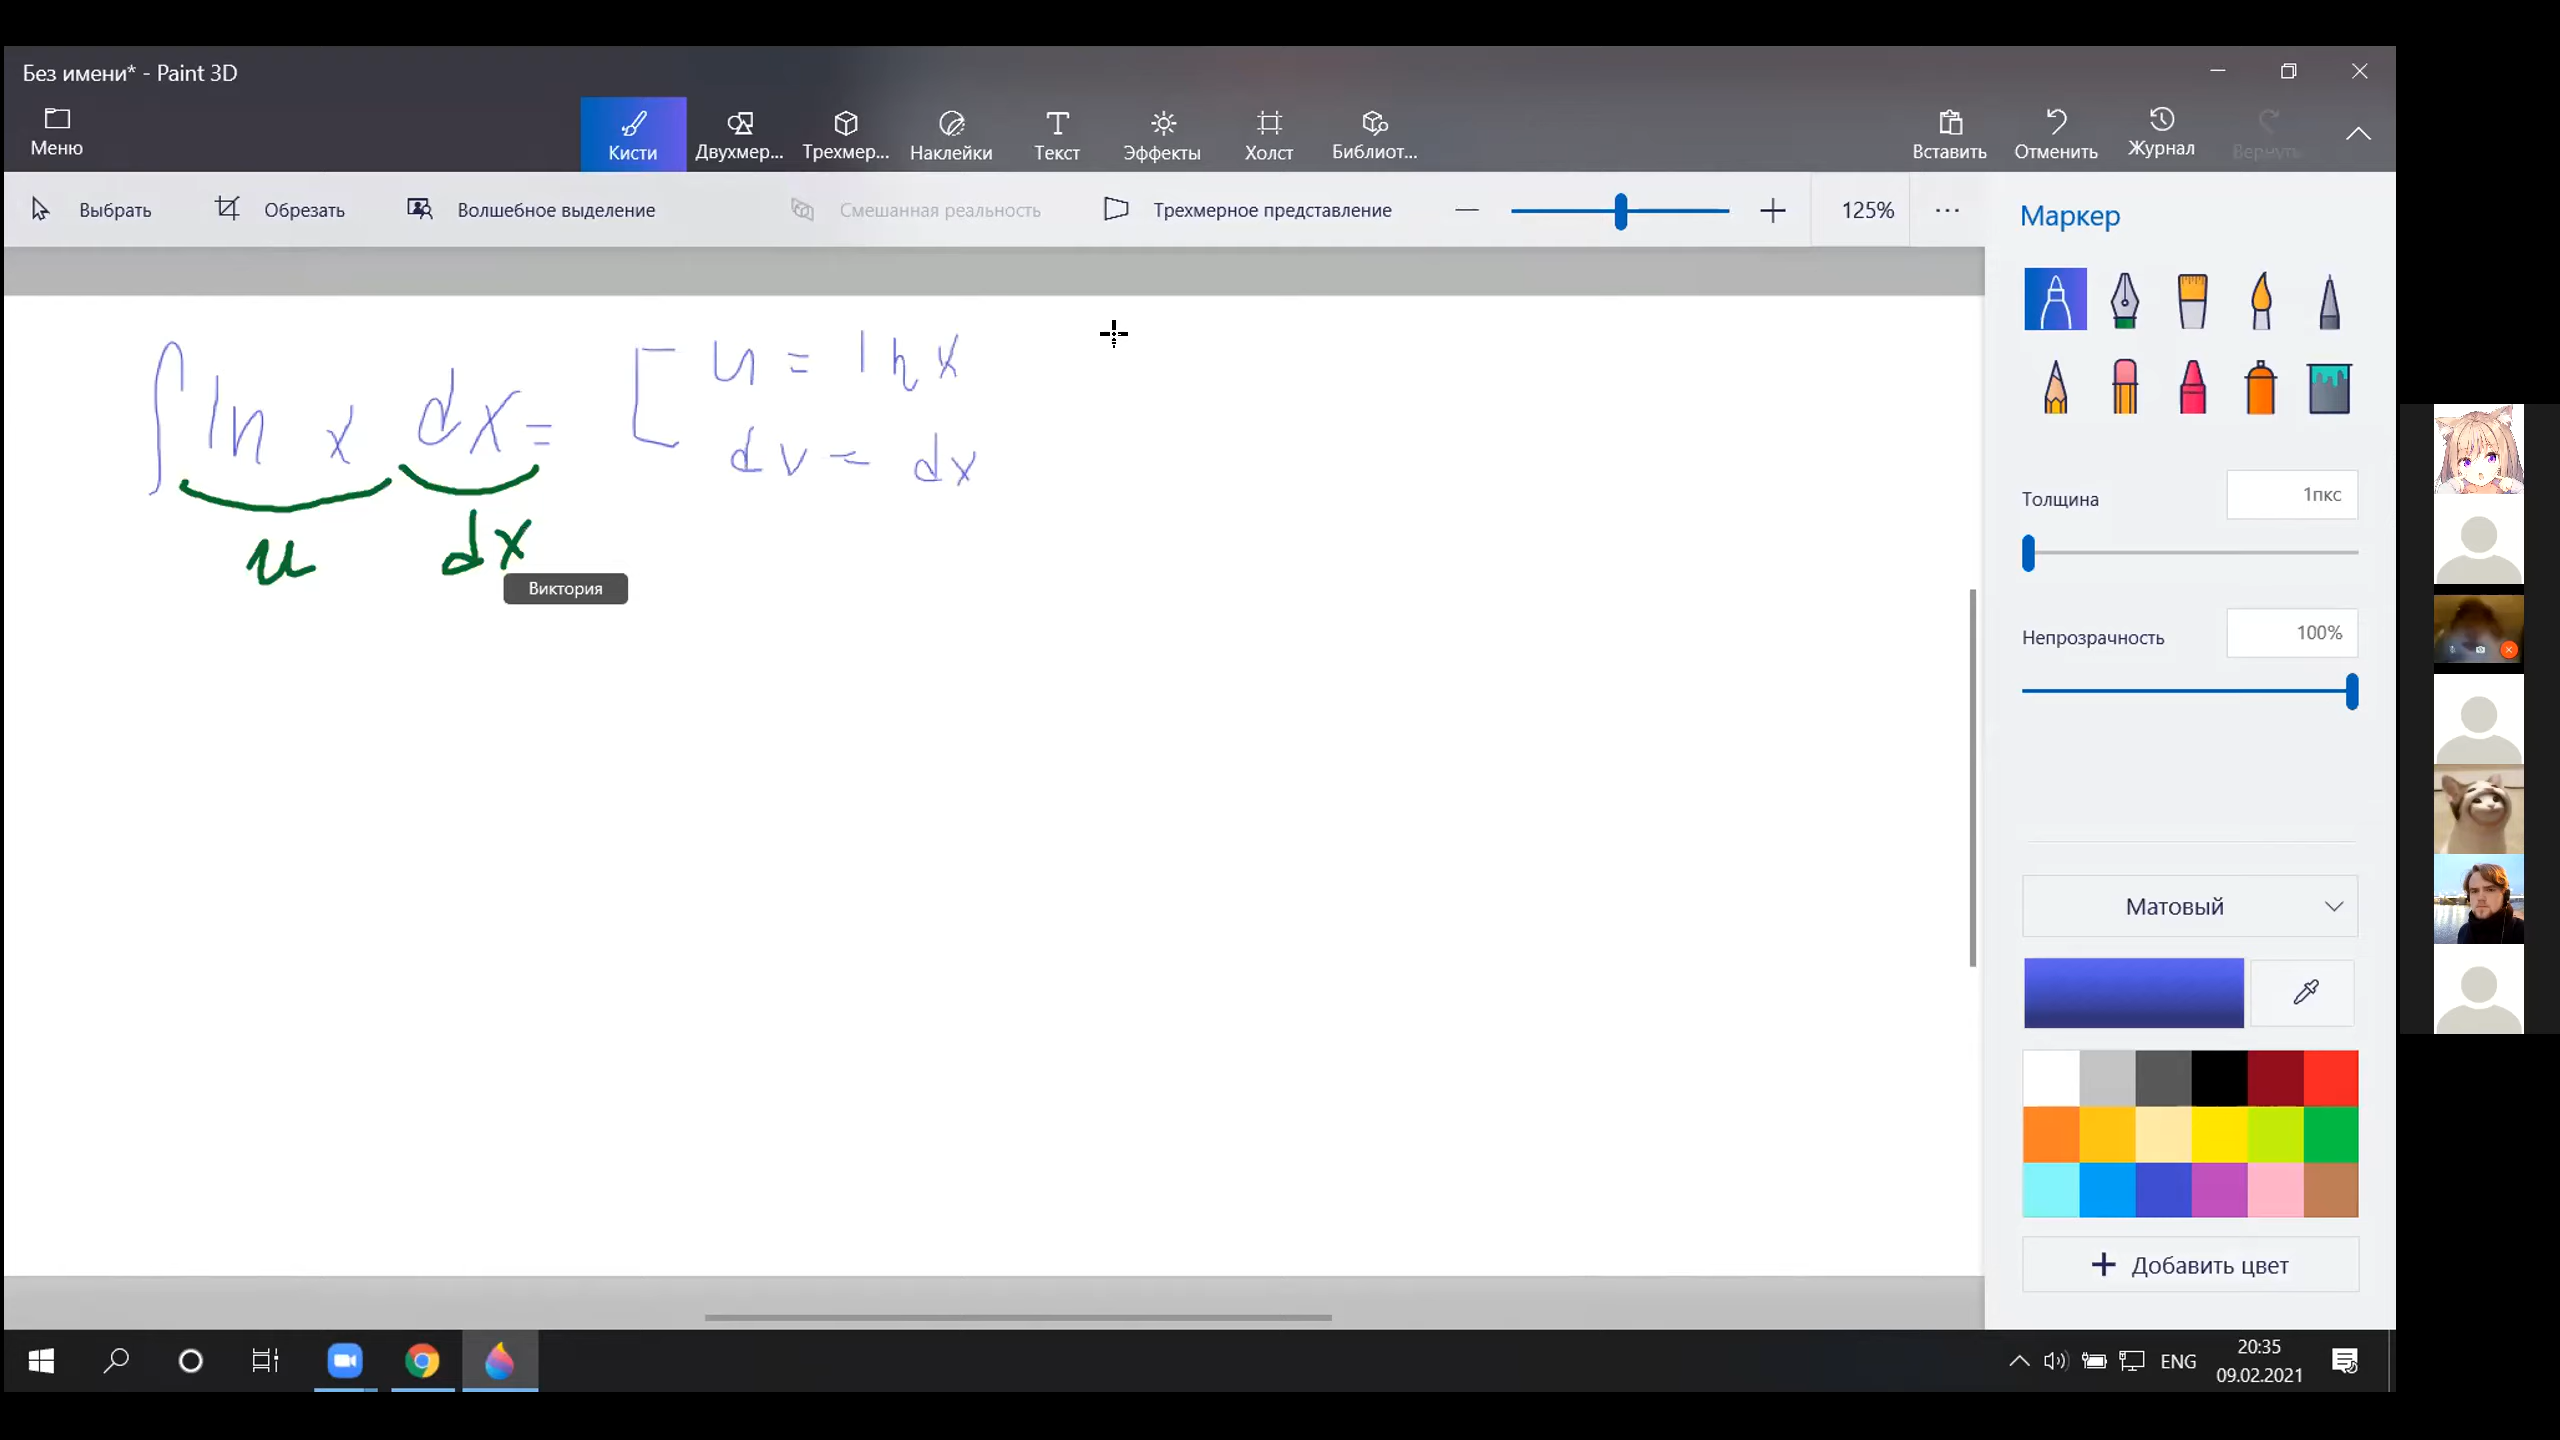 Без имени* - Paint 3D
Меню
Кисти
Двухмер...
Трехмер...
Наклейки
Текст
Эффекты
Холст
Библиот...
Вставить
Отменить
Журнал
Вернуть
Выбрать
Обрезать
Волшебное выделение
Смешанная реальность
Трехмерное представление
125%
Маркер
∫ ln x dx = [ u = ln x
dv = dx
u
dx
Виктория
Толщина
1пкс
Непрозрачность
100%
Матовый
Добавить цвет
ENG
20:35
09.02.2021